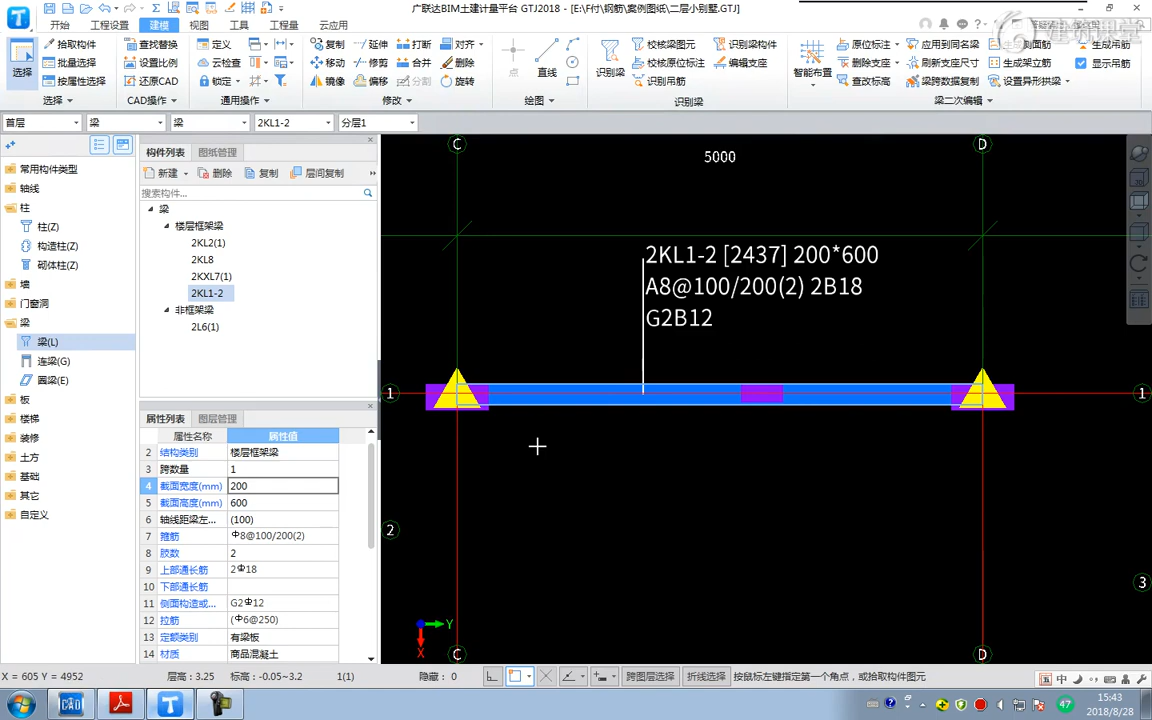 广联达BIM土建计量平台 GTJ2018 - [E:\F付\钢筋\案例图纸\二层小别墅.GTJ]
开始 工程设置 建模 视图 工具 工程量 云应用
选择
拾取构件
批量选择
按属性选择
选择
查找替换
设置比例
还原CAD
CAD操作
定义
云检查
锁定
通用操作
复制 延伸 打断 对齐
移动 修剪 合并 删除
镜像 偏移 分割 旋转
修改
点 直线
绘图
识别梁
校核梁图元 识别梁构件
校核原位标注 编辑支座
识别吊筋
识别梁
智能布置
原位标注 应用到同名梁 生成侧面筋 生成吊筋
删除支座 刷新支座尺寸 生成架立筋 显示吊筋
查改标高 梁跨数据复制 设置异形拱梁
梁二次编辑
建筑课堂
首层 梁 梁 2KL1-2 分层1
常用构件类型
轴线
柱
柱(Z)
构造柱(Z)
砌体柱(Z)
墙
门窗洞
梁
梁(L)
连梁(G)
圈梁(E)
板
楼梯
装修
土方
基础
其它
自定义
构件列表 图纸管理
新建 删除 复制 层间复制
搜索构件...
梁
楼层框架梁
2KL2(1)
2KL8
2KXL7(1)
2KL1-2
非框架梁
2L6(1)
属性列表 图层管理
属性名称 属性值
2 结构类别 楼层框架梁
3 跨数量 1
4 截面宽度(mm) 200
5 截面高度(mm) 600
6 轴线距梁左... (100)
7 箍筋 8@100/200(2)
8 肢数 2
9 上部通长筋 2 18
10 下部通长筋
11 侧面构造或... G2 12
12 拉筋 ( 6@250)
13 定额类别 有梁板
14 材质 商品混凝土
C D
5000
2KL1-2 [2437] 200*600
A8@100/200(2) 2B18
G2B12
1 1
2
3
Y
X
C D
X = 605 Y = 4952 层高: 3.25 标高: -0.05~3.2 1(1) 隐藏: 0 跨图层选择 折线选择 按鼠标左键指定第一个角点, 或拾取构件图元
CAD
五 中
47
15:43
2018/8/28